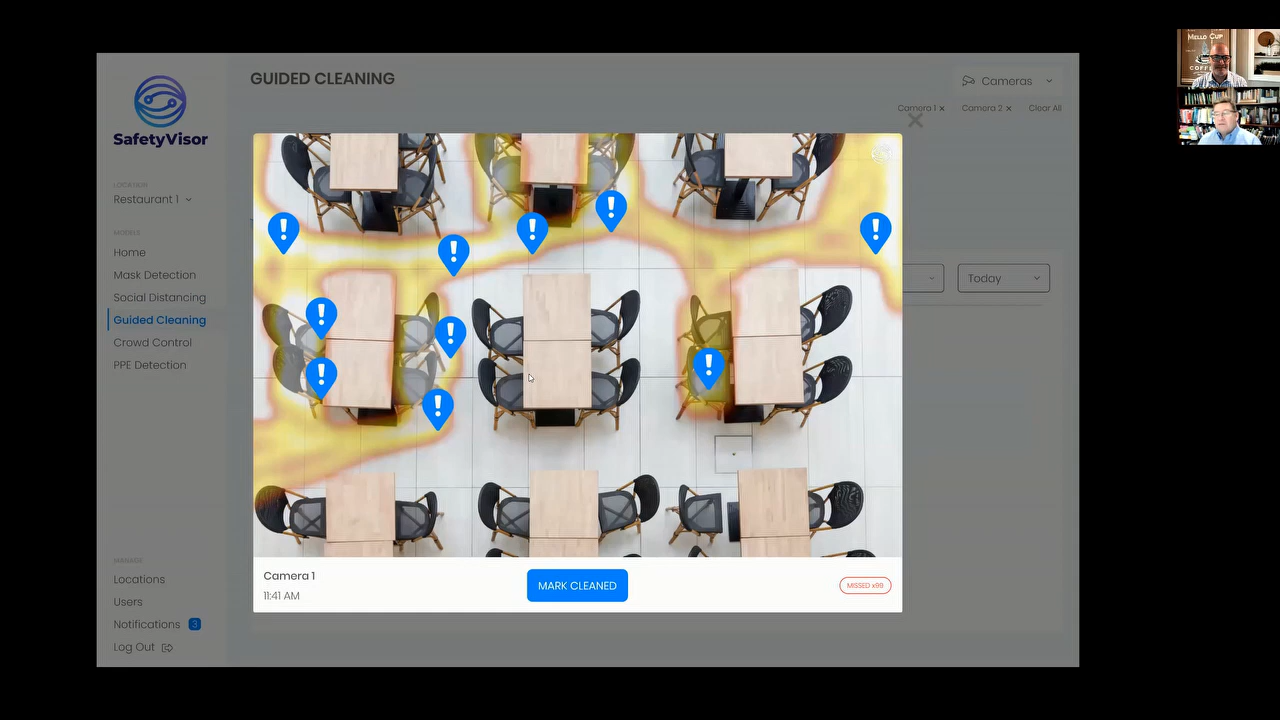 GUIDED CLEANING
Cameras
Camera 1 ×
Camera 2 ×
Clear All
SafetyVisor
LOCATION
Restaurant 1
MODELS
Home
Mask Detection
Social Distancing
Guided Cleaning
Crowd Control
PPE Detection
Today
MANAGE
Locations
Users
Notifications 3
Log Out
Camera 1
11:41 AM
MARK CLEANED
MISSED x99
MELLO CUP